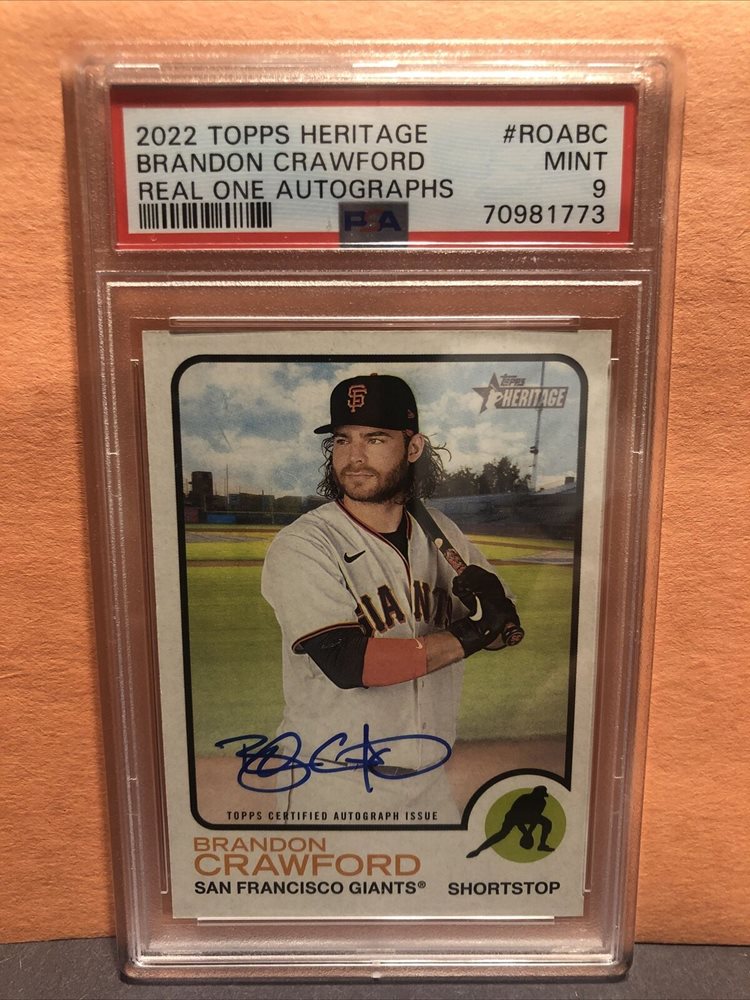 2022 TOPPS HERITAGE #ROABC
BRANDON CRAWFORD MINT
REAL ONE AUTOGRAPHS 9
PSA 70981773
SF
Topps
HERITAGE
GIANTS
TOPPS CERTIFIED AUTOGRAPH ISSUE
BRANDON
CRAWFORD
SAN FRANCISCO GIANTS® SHORTSTOP